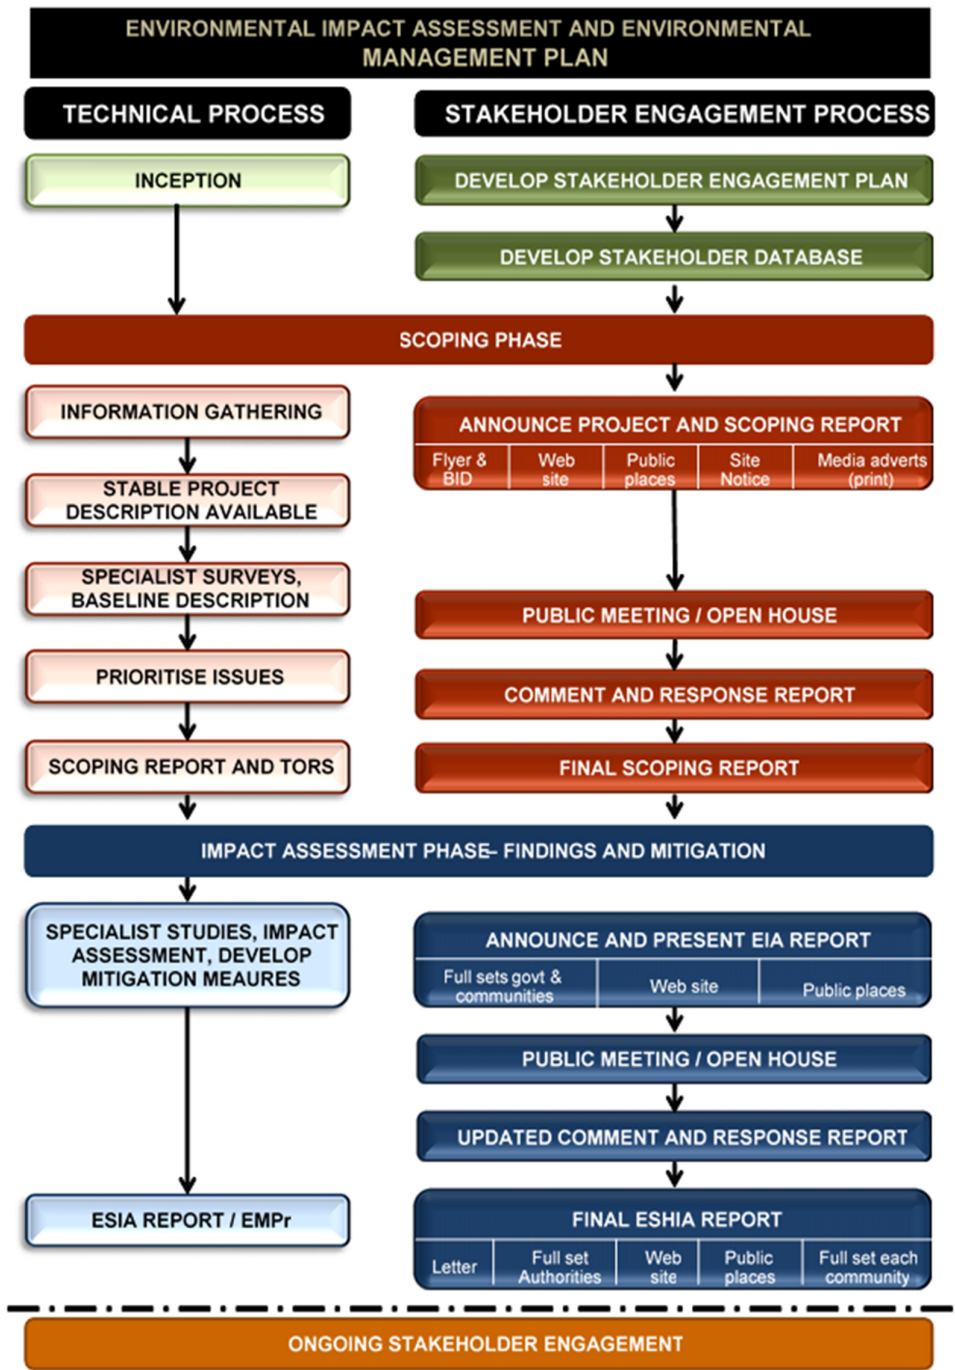 ENVIRONMENTAL IMPACT ASSESSMENT AND ENVIRONMENTAL
MANAGEMENT PLAN
TECHNICAL PROCESS
STAKEHOLDER ENGAGEMENT PROCESS
INCEPTION
DEVELOP STAKEHOLDER ENGAGEMENT PLAN
DEVELOP STAKEHOLDER DATABASE
SCOPING PHASE
INFORMATION GATHERING
STABLE PROJECT
DESCRIPTION AVAILABLE
SPECIALIST SURVEYS,
BASELINE DESCRIPTION
PRIORITISE ISSUES
SCOPING REPORT AND TORS
ANNOUNCE PROJECT AND SCOPING REPORT
Flyer &
BID
Web
site
Public
places
Site
Notice
Media adverts
(print)
PUBLIC MEETING / OPEN HOUSE
COMMENT AND RESPONSE REPORT
FINAL SCOPING REPORT
IMPACT ASSESSMENT PHASE– FINDINGS AND MITIGATION
SPECIALIST STUDIES, IMPACT
ASSESSMENT, DEVELOP
MITIGATION MEAURES
ESIA REPORT / EMPr
ANNOUNCE AND PRESENT EIA REPORT
Full sets govt &
communities
Web site
Public places
PUBLIC MEETING / OPEN HOUSE
UPDATED COMMENT AND RESPONSE REPORT
FINAL ESHIA REPORT
Letter
Full set
Authorities
Web
site
Public
places
Full set each
community
ONGOING STAKEHOLDER ENGAGEMENT